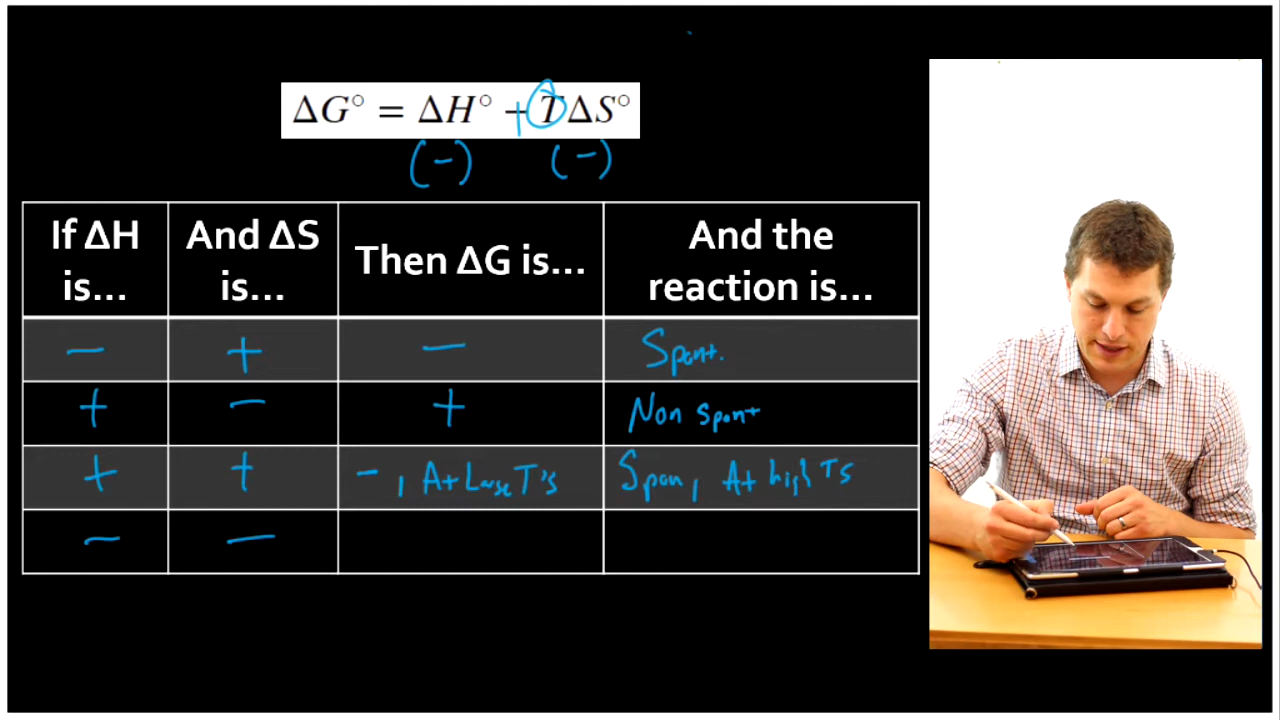 ΔG° = ΔH° + TΔS°
(-) (-)
If ΔH is... And ΔS is... Then ΔG is... And the reaction is...
- + - Spont.
+ - + Non spont
+ + -, At Large T's Spon, At high Ts
- -